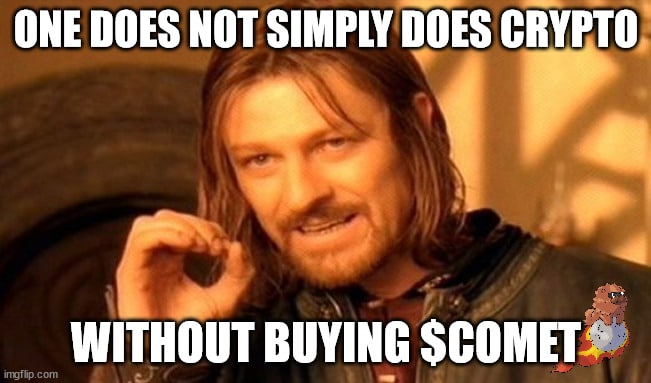 ONE DOES NOT SIMPLY DOES CRYPTO
WITHOUT BUYING $COMET
imgflip.com